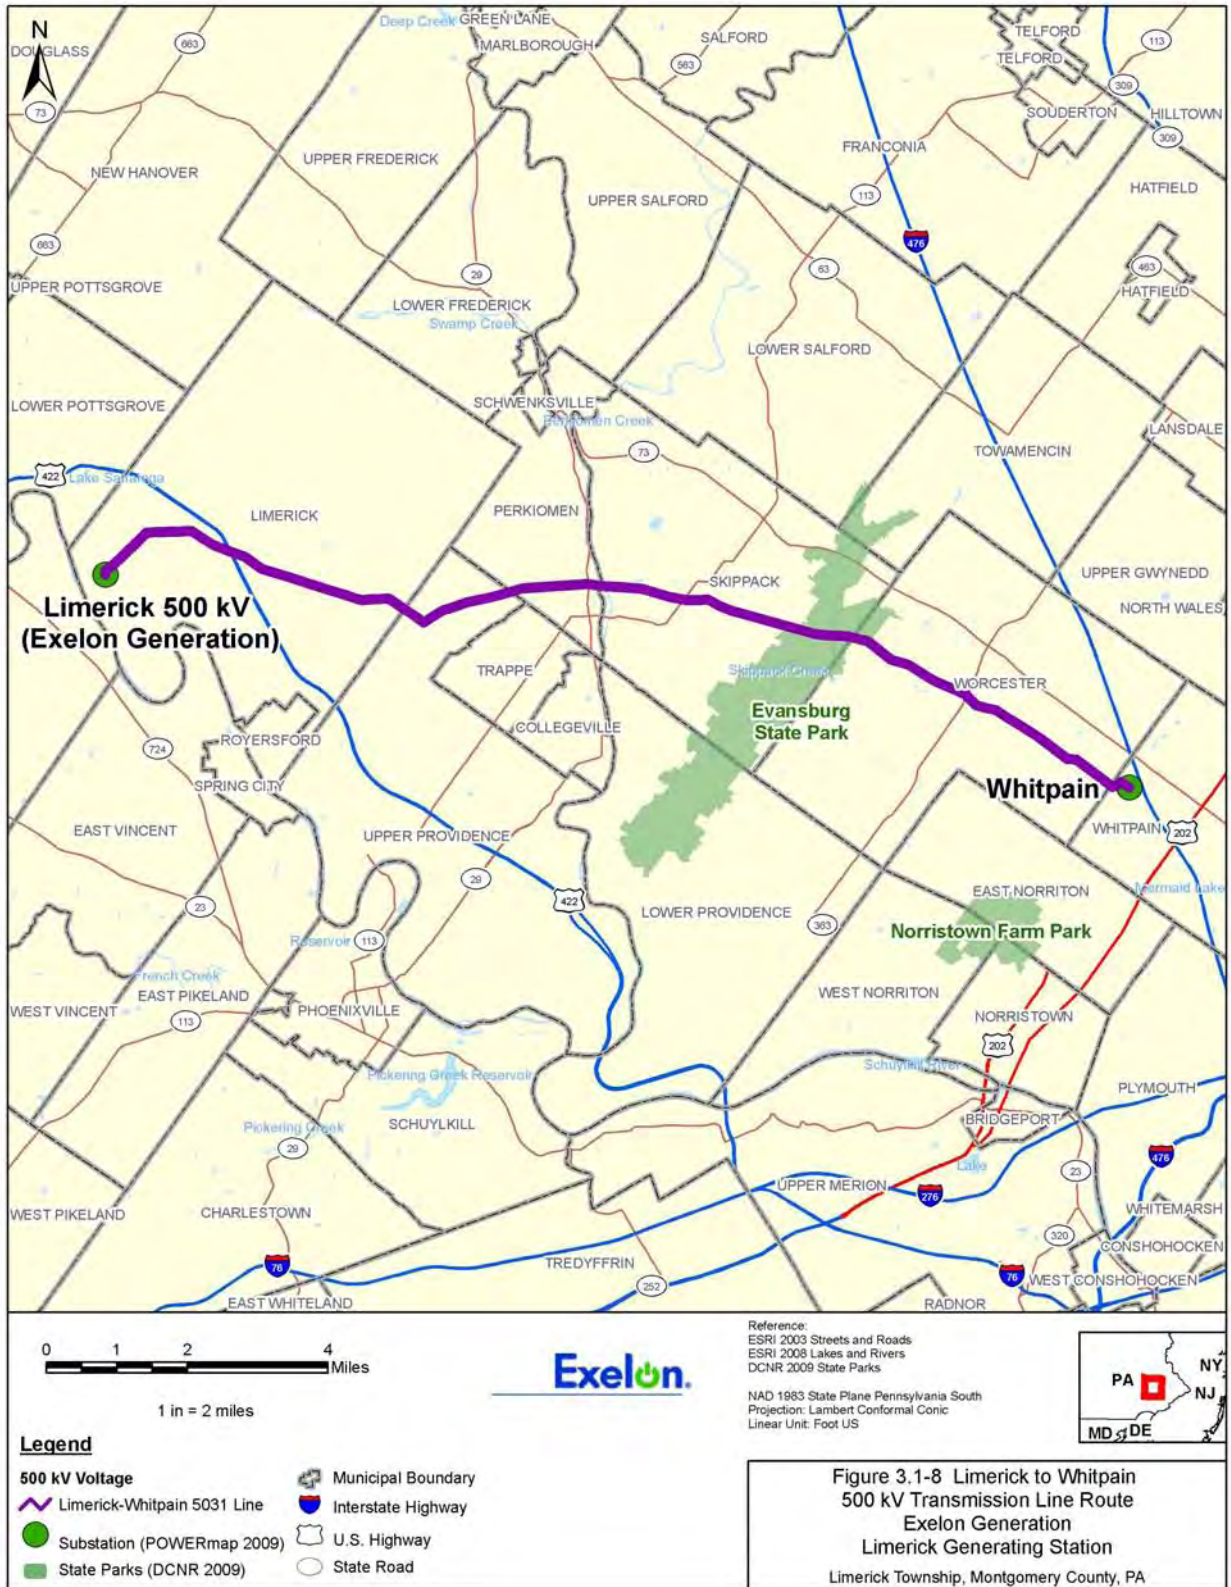 N
Deep Creek
GREEN LANE
MARLBOROUGH
SALFORD
TELFORD
TELFORD
DOUGLASS
663
563
113
309
73
SOUDERTON
HILLTOWN
309
FRANCONIA
UPPER FREDERICK
NEW HANOVER
HATFIELD
113
UPPER SALFORD
663
476
29
63
463
UPPER POTTSGROVE
HATFIELD
LOWER FREDERICK
Swamp Creek
LOWER SALFORD
LOWER POTTSGROVE
SCHWENKSVILLE
Perkiomen Creek
LANSDALE
73
TOWAMENCIN
422
LIMERICK
PERKIOMEN
SKIPPACK
UPPER GWYNEDD
NORTH WALES
Limerick 500 kV
(Exelon Generation)
TRAPPE
Skippack Creek
WORCESTER
Evansburg
State Park
COLLEGEVILLE
ROYERSFORD
724
SPRING CITY
Whitpain
EAST VINCENT
UPPER PROVIDENCE
WHITPAIN
202
29
EAST NORRITON
Mermaid Lake
422
23
LOWER PROVIDENCE
363
Norristown Farm Park
Reservoir
113
French Creek
EAST PIKELAND
WEST NORRITON
WEST VINCENT
113
PHOENIXVILLE
NORRISTOWN
202
Schuylkill River
Pickering Creek Reservoir
PLYMOUTH
Pickering Creek
SCHUYLKILL
BRIDGEPORT
29
476
Lake
23
UPPER MERION
276
WEST PIKELAND
CHARLESTOWN
WHITEMARSH
320
CONSHOHOCKEN
76
TREDYFFRIN
76
WEST CONSHOHOCKEN
252
EAST WHITELAND
RADNOR
0 1 2 4
Miles
1 in = 2 miles
Exelon.
Reference:
ESRI 2003 Streets and Roads
ESRI 2008 Lakes and Rivers
DCNR 2009 State Parks
NAD 1983 State Plane Pennsylvania South
Projection: Lambert Conformal Conic
Linear Unit: Foot US
PA
NY
NJ
MD
DE
Legend
500 kV Voltage
Limerick-Whitpain 5031 Line
Substation (POWERmap 2009)
State Parks (DCNR 2009)
Municipal Boundary
Interstate Highway
U.S. Highway
State Road
Figure 3.1-8 Limerick to Whitpain
500 kV Transmission Line Route
Exelon Generation
Limerick Generating Station
Limerick Township, Montgomery County, PA